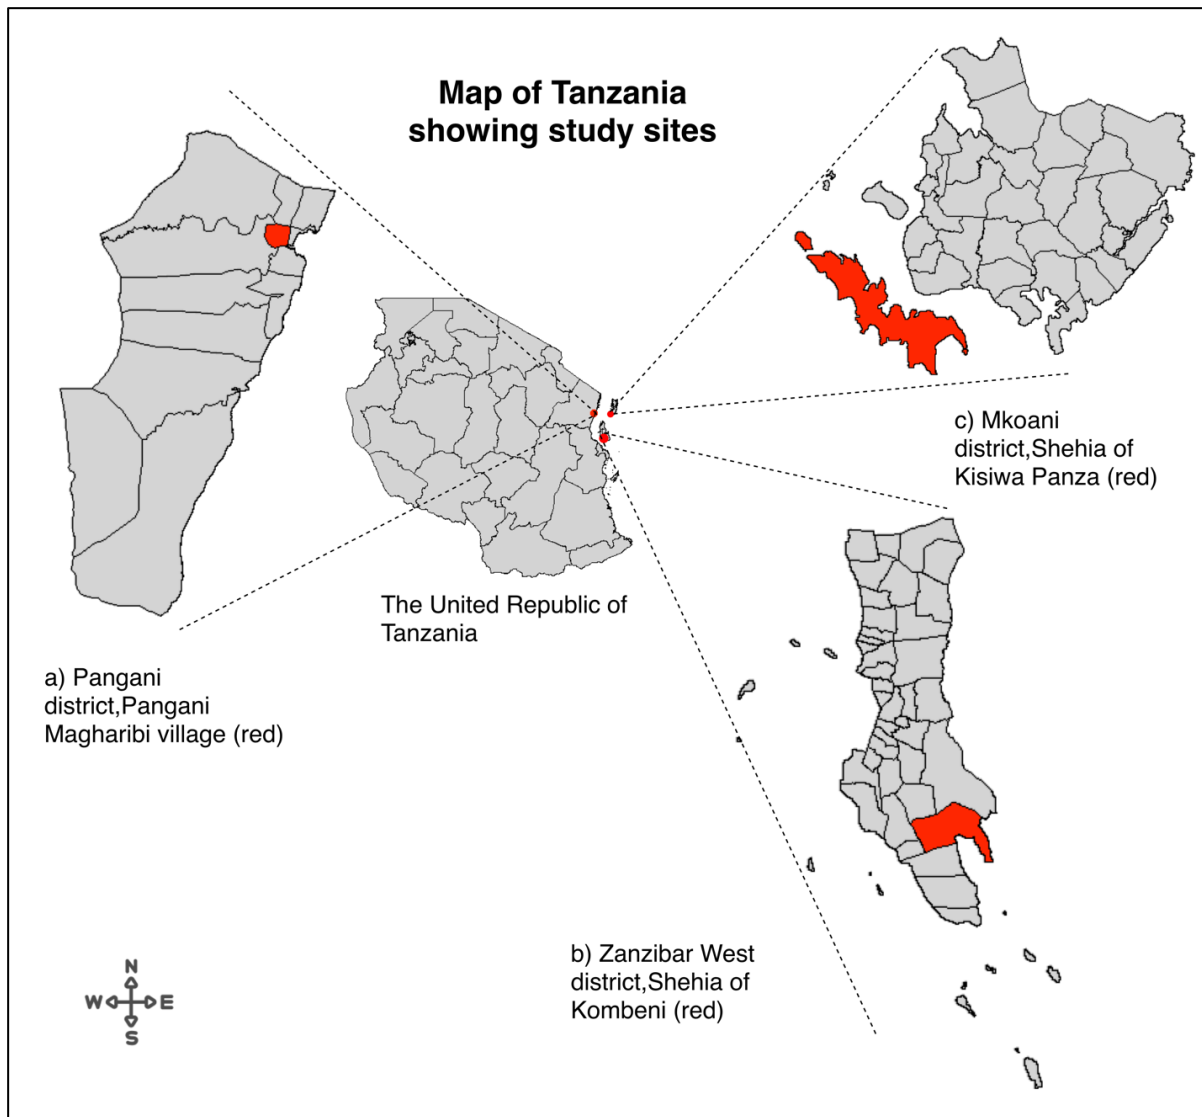 Map of Tanzania
showing study sites
c) Mkoani
district,Shehia of
Kisiwa Panza (red)
The United Republic of
Tanzania
a) Pangani
district,Pangani
Magharibi village (red)
b) Zanzibar West
district,Shehia of
Kombeni (red)
N
W E
S